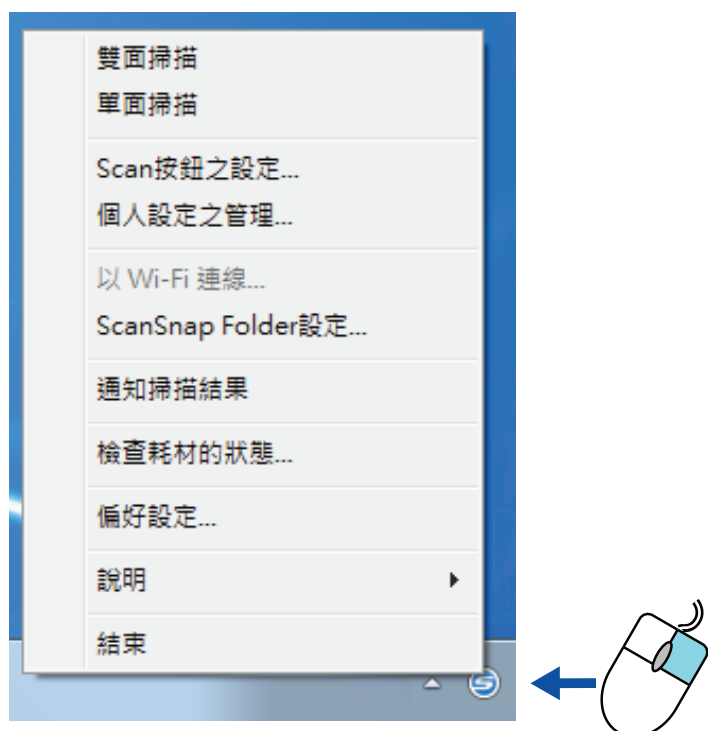 雙面掃描
單面掃描
Scan按鈕之設定...
個人設定之管理...
以 Wi-Fi 連線...
ScanSnap Folder設定...
通知掃描結果
檢查耗材的狀態...
偏好設定...
說明
結束